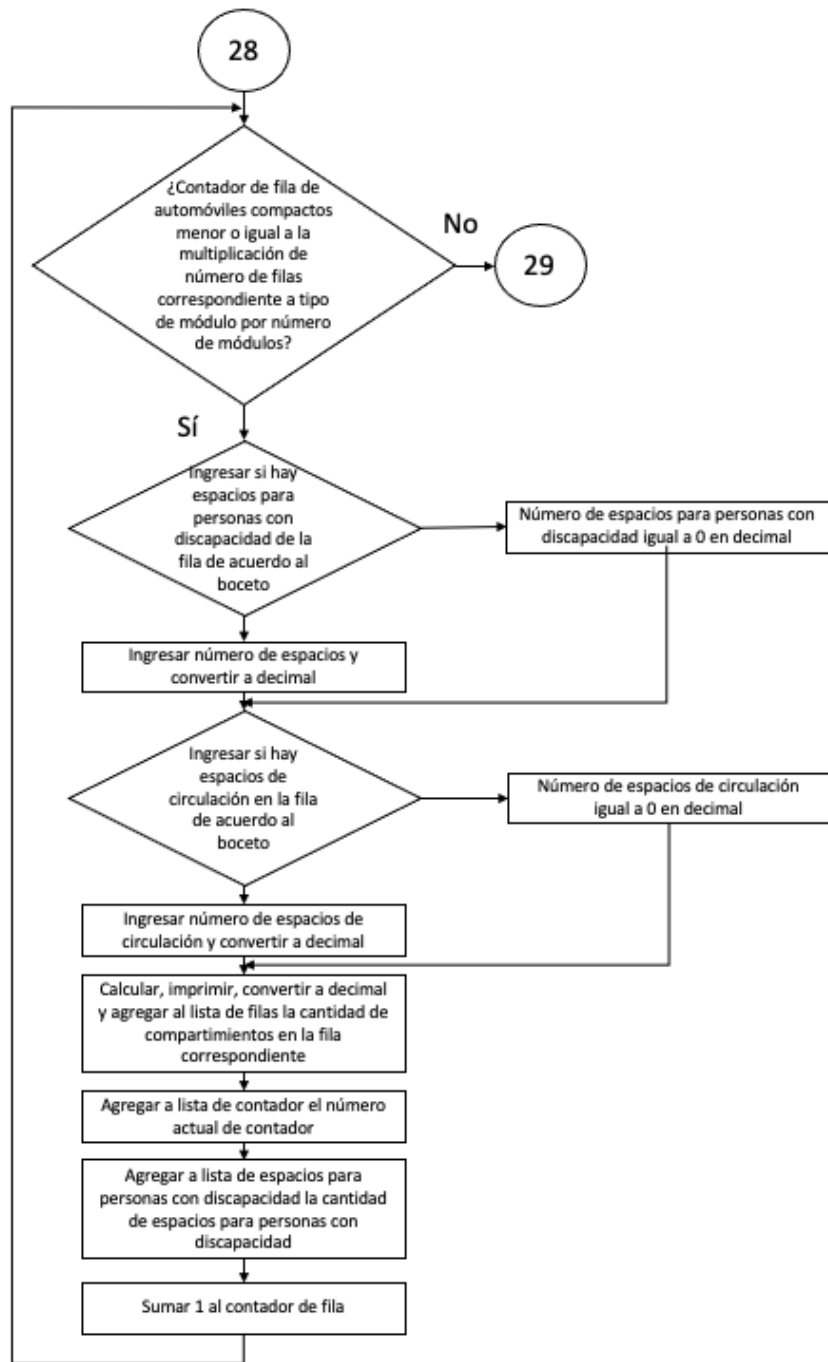 28
¿Contador de fila de
automóviles compactos
menor o igual a la
multiplicación de
número de filas
correspondiente a tipo
de módulo por número
de módulos?
No
29
Sí
Ingresar si hay
espacios para
personas con
discapacidad de la
fila de acuerdo al
boceto
Número de espacios para personas con
discapacidad igual a 0 en decimal
Ingresar número de espacios y
convertir a decimal
Ingresar si hay
espacios de
circulación en la fila
de acuerdo al
boceto
Número de espacios de circulación
igual a 0 en decimal
Ingresar número de espacios de
circulación y convertir a decimal
Calcular, imprimir, convertir a decimal
y agregar al lista de filas la cantidad de
compartimientos en la fila
correspondiente
Agregar a lista de contador el número
actual de contador
Agregar a lista de espacios para
personas con discapacidad la cantidad
de espacios para personas con
discapacidad
Sumar 1 al contador de fila